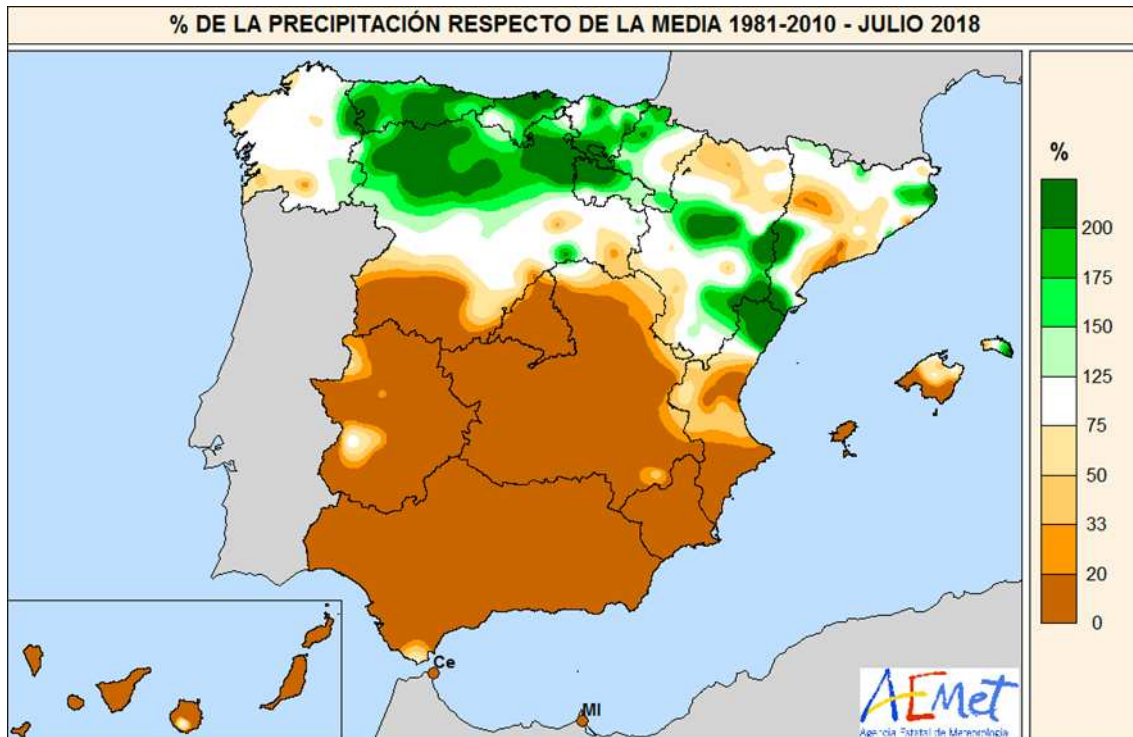 % DE LA PRECIPITACIÓN RESPECTO DE LA MEDIA 1981-2010 - JULIO 2018
%
200
175
150
125
75
50
33
20
0
Ce
Ml
AEMet
Agencia Estatal de Meteorología